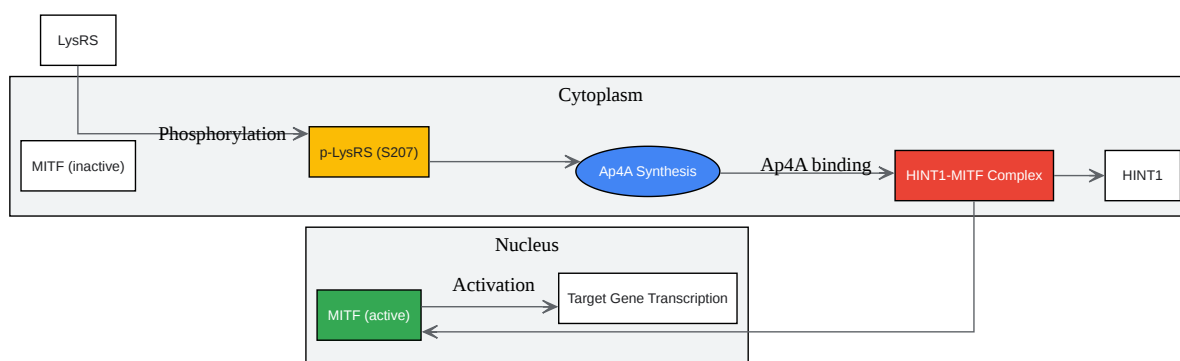 LysRS
Cytoplasm
Phosphorylation
MITF (inactive)
p-LysRS (S207)
Ap4A Synthesis
Ap4A binding
HINT1-MITF Complex
HINT1
Nucleus
Activation
MITF (active)
Target Gene Transcription